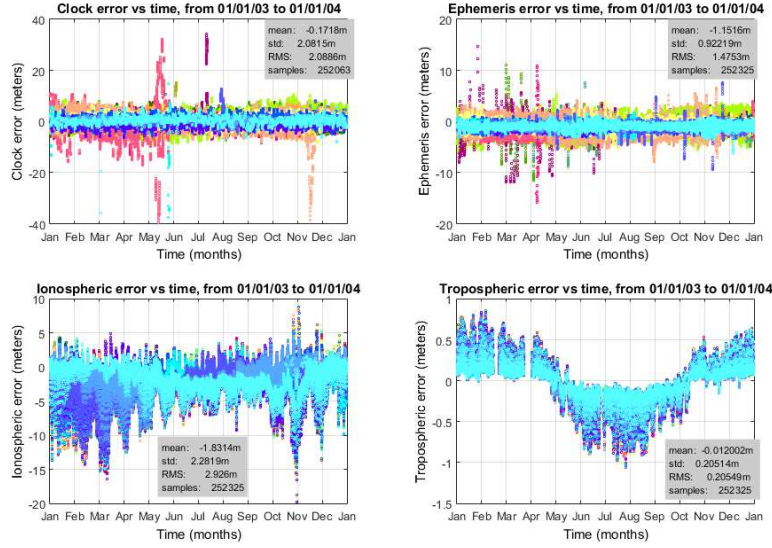 Clock error vs time, from 01/01/03 to 01/01/04
mean: -0.1718m
std: 2.0815m
RMS: 2.0886m
samples: 252063
Clock error (meters)
40
20
0
-20
-40
Jan Feb Mar Apr May Jun Jul Aug Sep Oct Nov Dec Jan
Time (months)
Ephemeris error vs time, from 01/01/03 to 01/01/04
mean: -1.1516m
std: 0.92219m
RMS: 1.4753m
samples: 252325
Ephemeris error (meters)
20
10
0
-10
-20
Jan Feb Mar Apr May Jun Jul Aug Sep Oct Nov Dec Jan
Time (months)
Ionospheric error vs time, from 01/01/03 to 01/01/04
Ionospheric error (meters)
10
5
0
-5
-10
-15
-20
mean: -1.8314m
std: 2.2819m
RMS: 2.926m
samples: 252325
Jan Feb Mar Apr May Jun Jul Aug Sep Oct Nov Dec Jan
Time (months)
Tropospheric error vs time, from 01/01/03 to 01/01/04
Tropospheric error (meters)
1
0.5
0
-0.5
-1
-1.5
mean: -0.012002m
std: 0.20514m
RMS: 0.20549m
samples: 252325
Jan Feb Mar Apr May Jun Jul Aug Sep Oct Nov Dec Jan
Time (months)